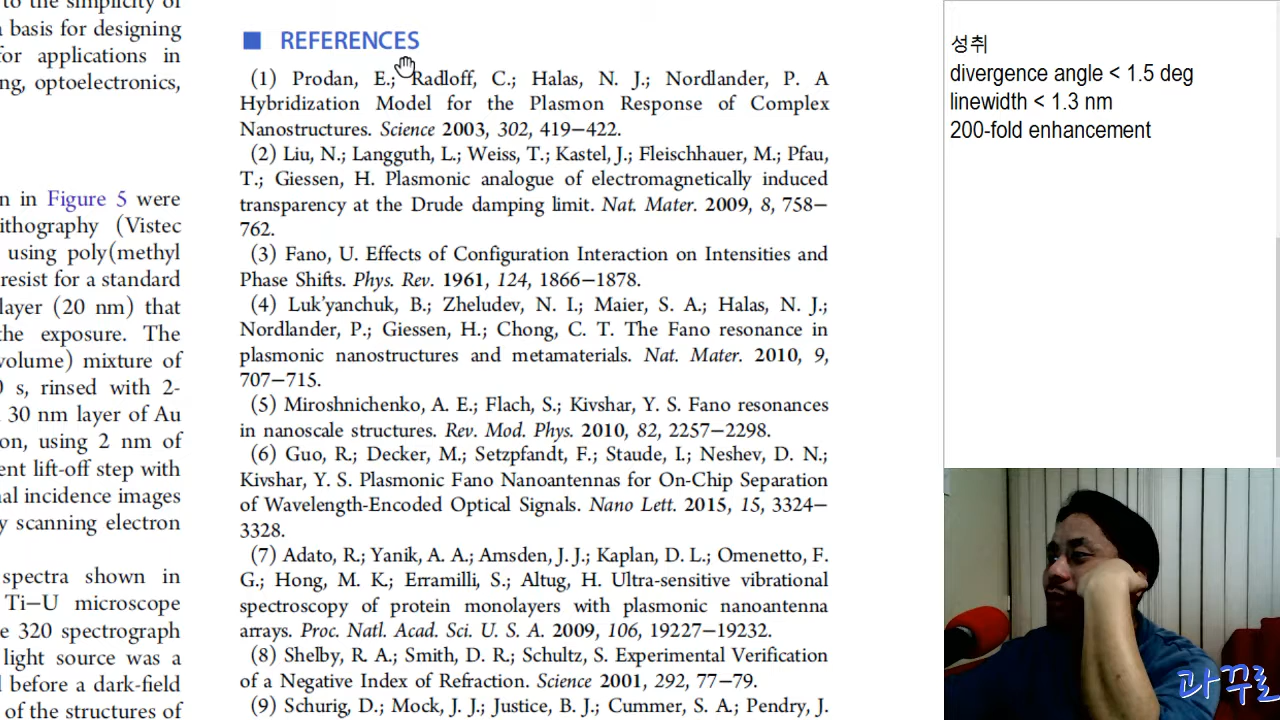 to the simplicity of
a basis for designing
for applications in
ng, optoelectronics,
n in Figure 5 were
ithography (Vistec
using poly(methyl
resist for a standard
layer (20 nm) that
the exposure. The
volume) mixture of
0 s, rinsed with 2-
30 nm layer of Au
on, using 2 nm of
ent lift-off step with
nal incidence images
y scanning electron
spectra shown in
Ti−U microscope
e 320 spectrograph
light source was a
l before a dark-field
of the structures of
REFERENCES
(1) Prodan, E.; Radloff, C.; Halas, N. J.; Nordlander, P. A
Hybridization Model for the Plasmon Response of Complex
Nanostructures. Science 2003, 302, 419−422.
(2) Liu, N.; Langguth, L.; Weiss, T.; Kastel, J.; Fleischhauer, M.; Pfau,
T.; Giessen, H. Plasmonic analogue of electromagnetically induced
transparency at the Drude damping limit. Nat. Mater. 2009, 8, 758−
762.
(3) Fano, U. Effects of Configuration Interaction on Intensities and
Phase Shifts. Phys. Rev. 1961, 124, 1866−1878.
(4) Luk'yanchuk, B.; Zheludev, N. I.; Maier, S. A.; Halas, N. J.;
Nordlander, P.; Giessen, H.; Chong, C. T. The Fano resonance in
plasmonic nanostructures and metamaterials. Nat. Mater. 2010, 9,
707−715.
(5) Miroshnichenko, A. E.; Flach, S.; Kivshar, Y. S. Fano resonances
in nanoscale structures. Rev. Mod. Phys. 2010, 82, 2257−2298.
(6) Guo, R.; Decker, M.; Setzpfandt, F.; Staude, I.; Neshev, D. N.;
Kivshar, Y. S. Plasmonic Fano Nanoantennas for On-Chip Separation
of Wavelength-Encoded Optical Signals. Nano Lett. 2015, 15, 3324−
3328.
(7) Adato, R.; Yanik, A. A.; Amsden, J. J.; Kaplan, D. L.; Omenetto, F.
G.; Hong, M. K.; Erramilli, S.; Altug, H. Ultra-sensitive vibrational
spectroscopy of protein monolayers with plasmonic nanoantenna
arrays. Proc. Natl. Acad. Sci. U. S. A. 2009, 106, 19227−19232.
(8) Shelby, R. A.; Smith, D. R.; Schultz, S. Experimental Verification
of a Negative Index of Refraction. Science 2001, 292, 77−79.
(9) Schurig, D.; Mock, J. J.; Justice, B. J.; Cummer, S. A.; Pendry, J.
성취
divergence angle < 1.5 deg
linewidth < 1.3 nm
200-fold enhancement
과꾸로